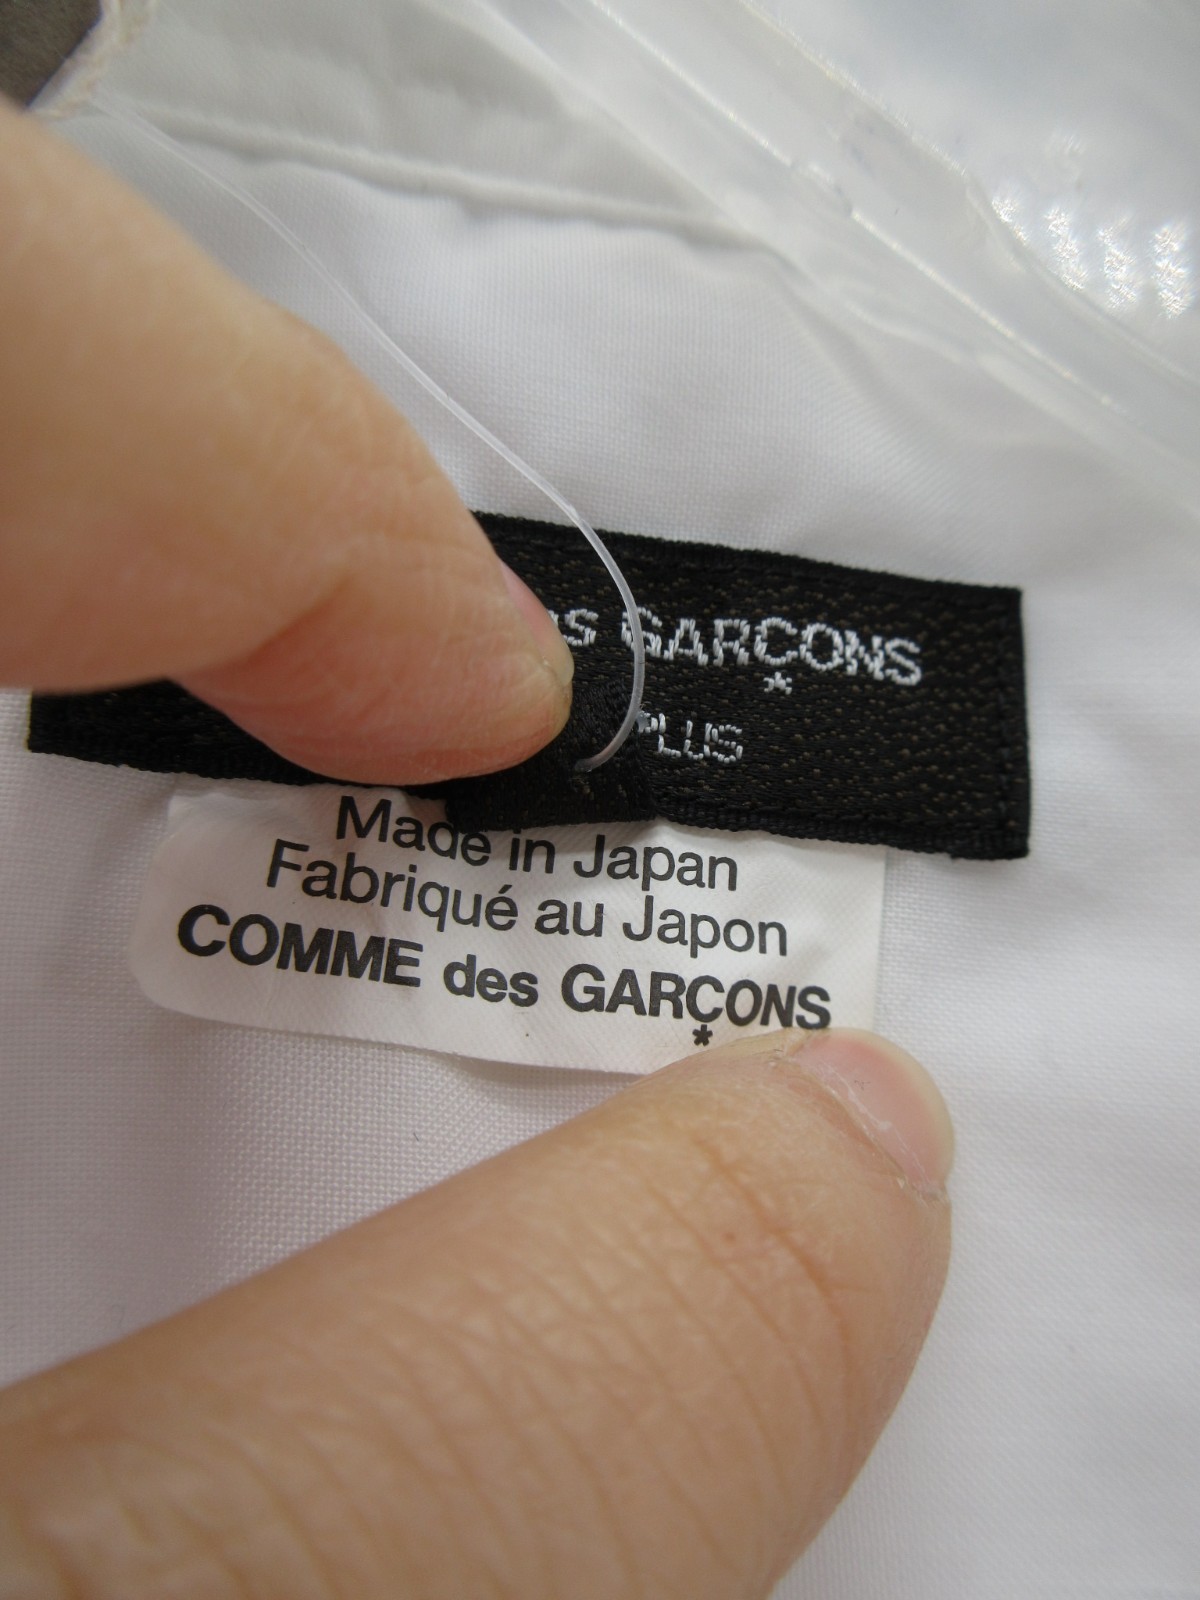 GARÇONS
*
PLUS
Made in Japan
Fabriqué au Japon
COMME des GARÇONS
*